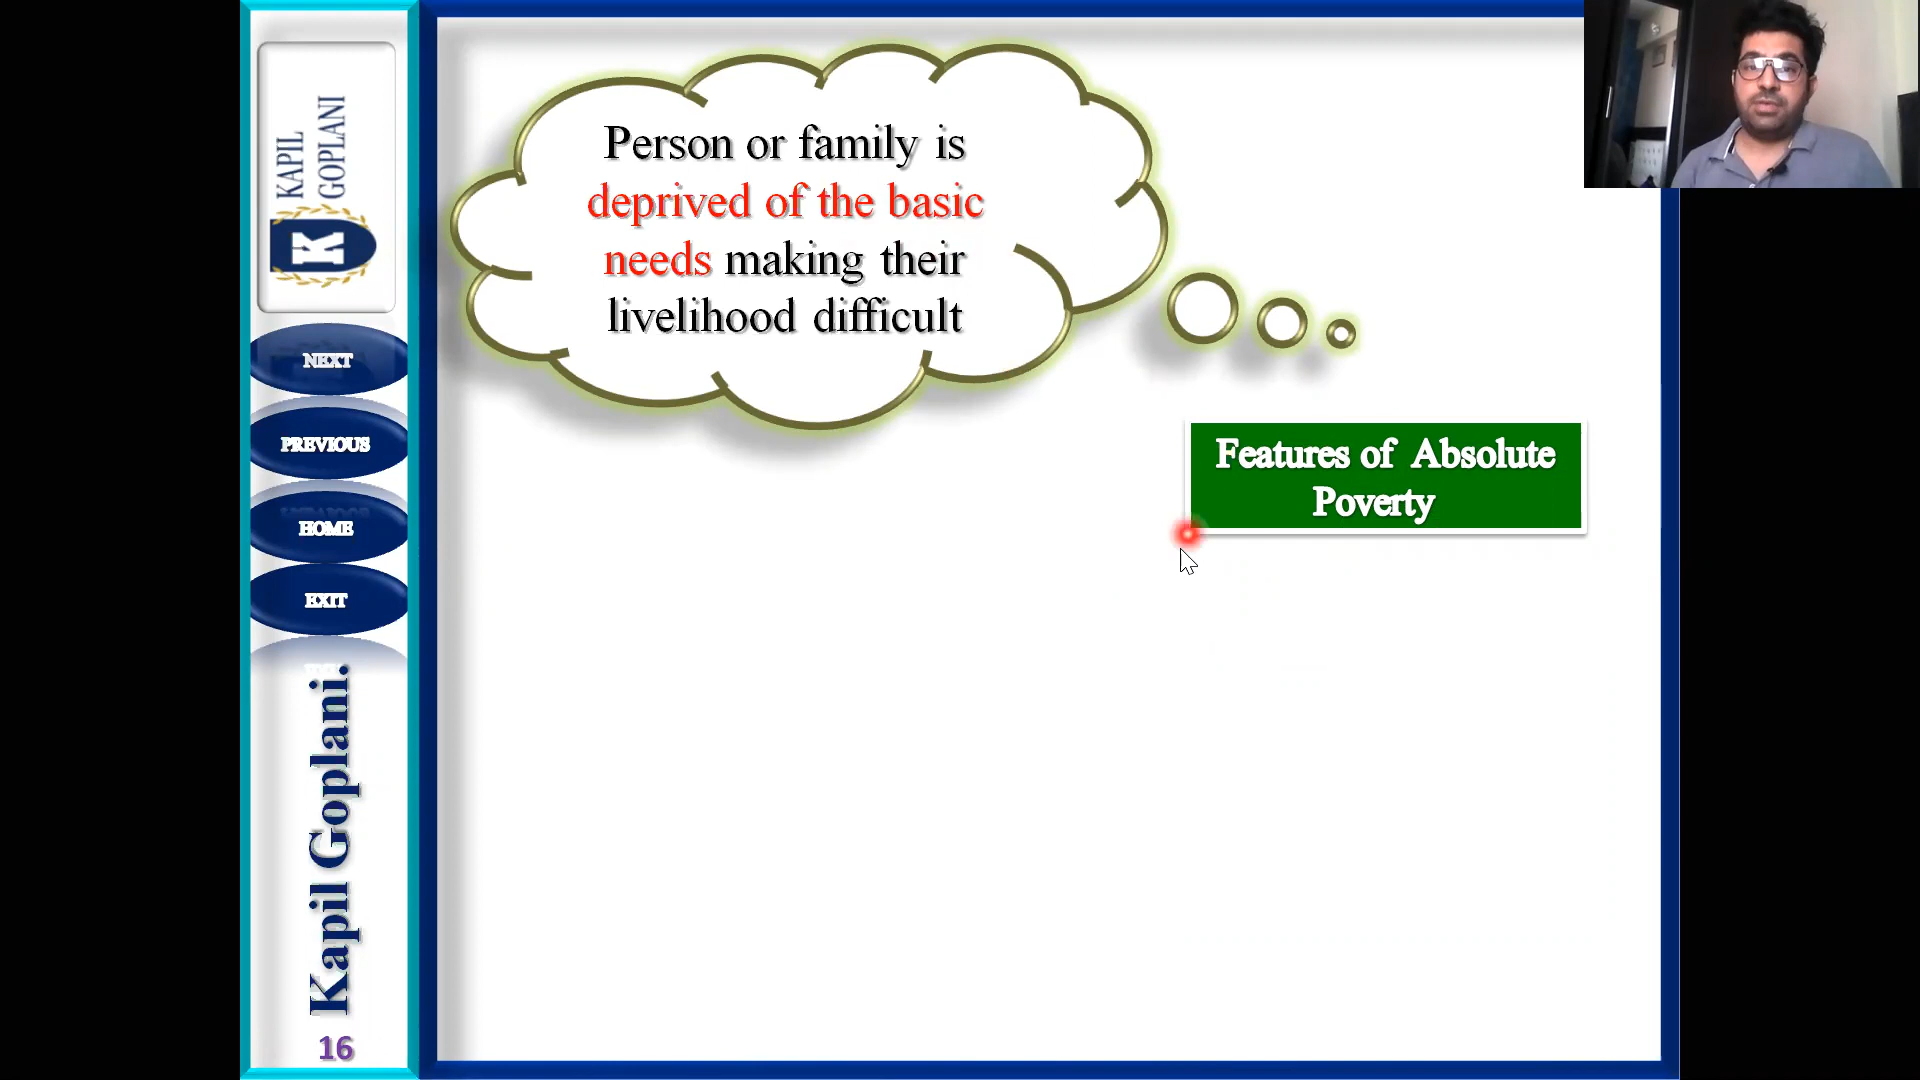 KAPIL
GOPLANI
K
NEXT
PREVIOUS
HOME
EXIT
Kapil Goplani.
16
Person or family is
deprived of the basic
needs making their
livelihood difficult
Features of Absolute
Poverty